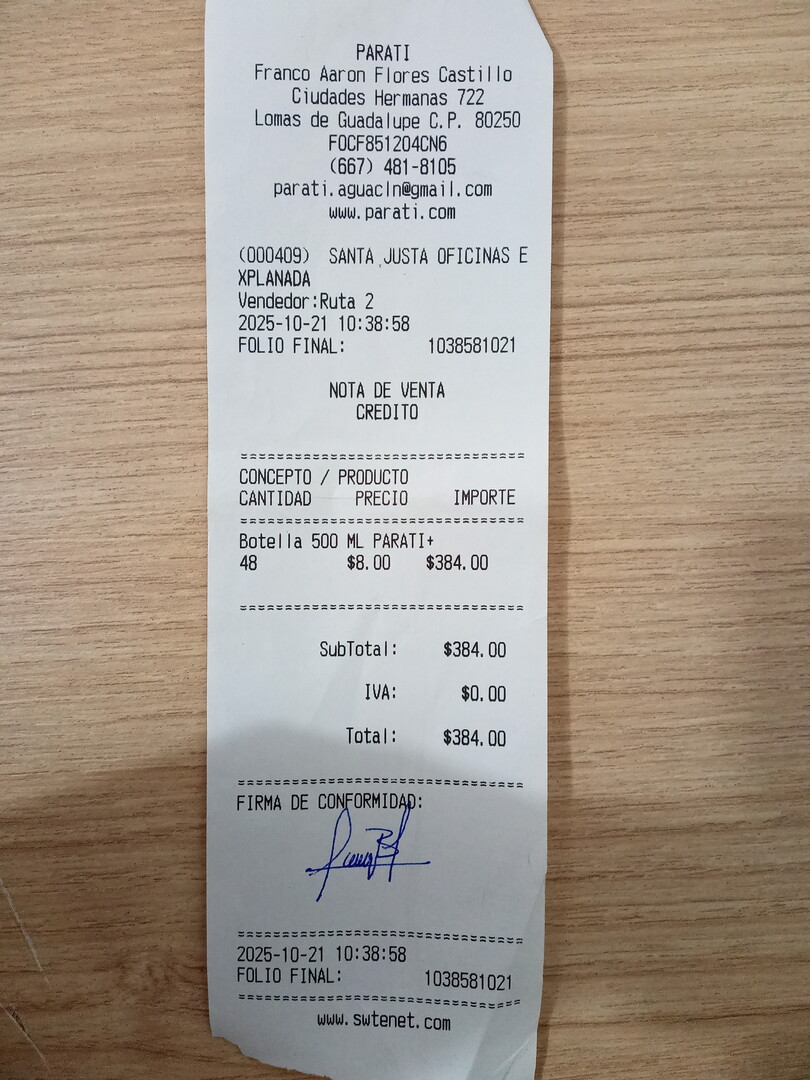 PARATI
Franco Aaron Flores Castillo
Ciudades Hermanas 722
Lomas de Guadalupe C.P. 80250
FOCF851204CN6
(667) 481-8105
parati.aguacln@gmail.com
www.parati.com
(000409) SANTA JUSTA OFICINAS E
XPLANADA
Vendedor:Ruta 2
2025-10-21 10:38:58
FOLIO FINAL: 1038581021
NOTA DE VENTA
CREDITO
===============================
CONCEPTO / PRODUCTO
CANTIDAD PRECIO IMPORTE
===============================
Botella 500 ML PARATI+
48 $8.00 $384.00
===============================
SubTotal: $384.00
IVA: $0.00
Total: $384.00
===============================
FIRMA DE CONFORMIDAD:
===============================
2025-10-21 10:38:58
FOLIO FINAL: 1038581021
===============================
www.swtenet.com